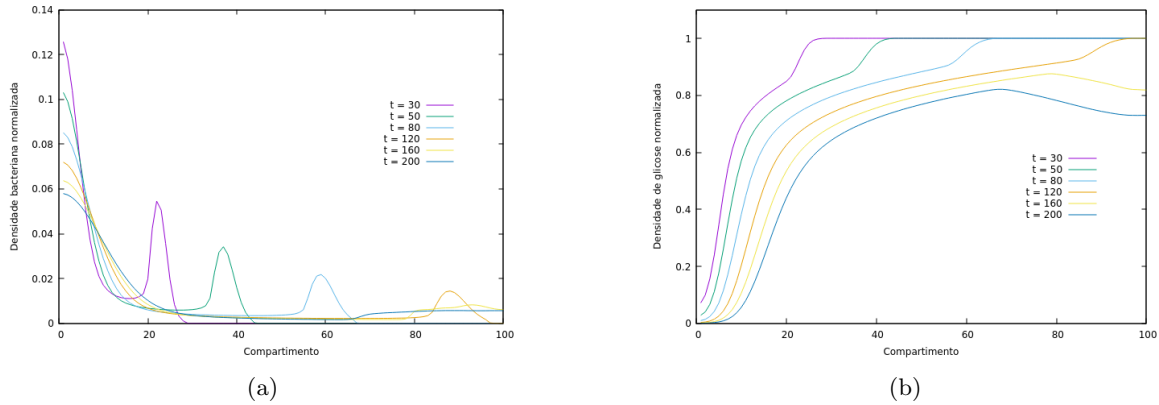 Densidade bacteriana normalizada
0.14
0.12
0.1
0.08
0.06
0.04
0.02
0
0 20 40 60 80 100
Compartimento
t = 30
t = 50
t = 80
t = 120
t = 160
t = 200
(a)
Densidade de glicose normalizada
1
0.8
0.6
0.4
0.2
0
0 20 40 60 80 100
Compartimento
t = 30
t = 50
t = 80
t = 120
t = 160
t = 200
(b)